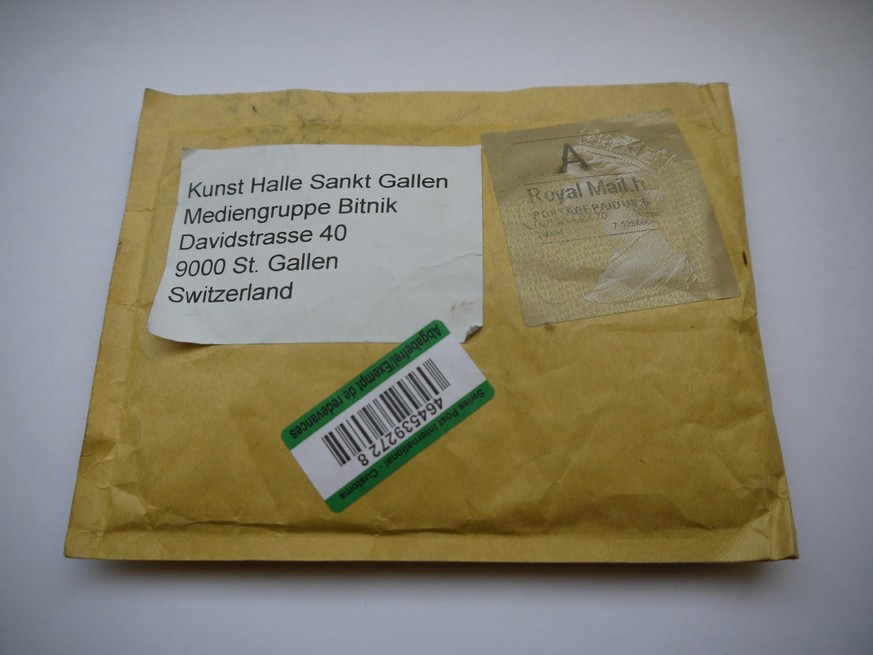 Kunst Halle Sankt Gallen
Mediengruppe Bitnik
Davidstrasse 40
9000 St. Gallen
Switzerland
A
Royal Mail
POSTAGE PAID UK
Abgabefrei/Exempt de redevances
464539272 8
Swiss Post International - Customs